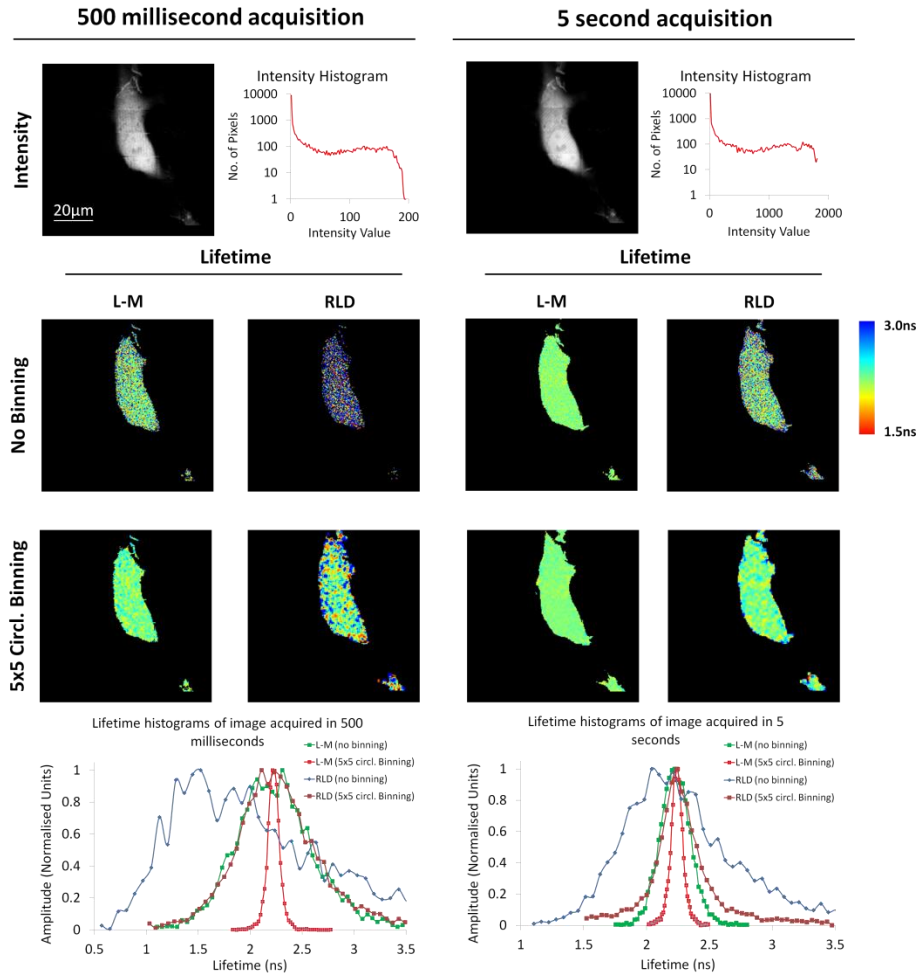 500 millisecond acquisition
5 second acquisition
Intensity
20μm
Intensity Histogram
No. of Pixels
10000
1000
100
10
1
0
100
200
Intensity Value
Intensity Histogram
No. of Pixels
10000
1000
100
10
1
0
1000
2000
Intensity Value
Lifetime
Lifetime
L-M
RLD
L-M
RLD
No Binning
3.0ns
1.5ns
5x5 Circl. Binning
Lifetime histograms of image acquired in 500
milliseconds
L-M (no binning)
L-M (5x5 circl. Binning)
RLD (no binning)
RLD (5x5 circl. Binning)
Amplitude (Normalised Units)
1
0.8
0.6
0.4
0.2
0
0.5
1
1.5
2
2.5
3
3.5
Lifetime (ns)
Lifetime histograms of image acquired in 5
seconds
L-M (no binning)
L-M (5x5 circl. Binning)
RLD (no binning)
RLD (5x5 circl. Binning)
Amplitude (Normalised Units)
1
0.8
0.6
0.4
0.2
0
1
1.5
2
2.5
3
3.5
Lifetime (ns)